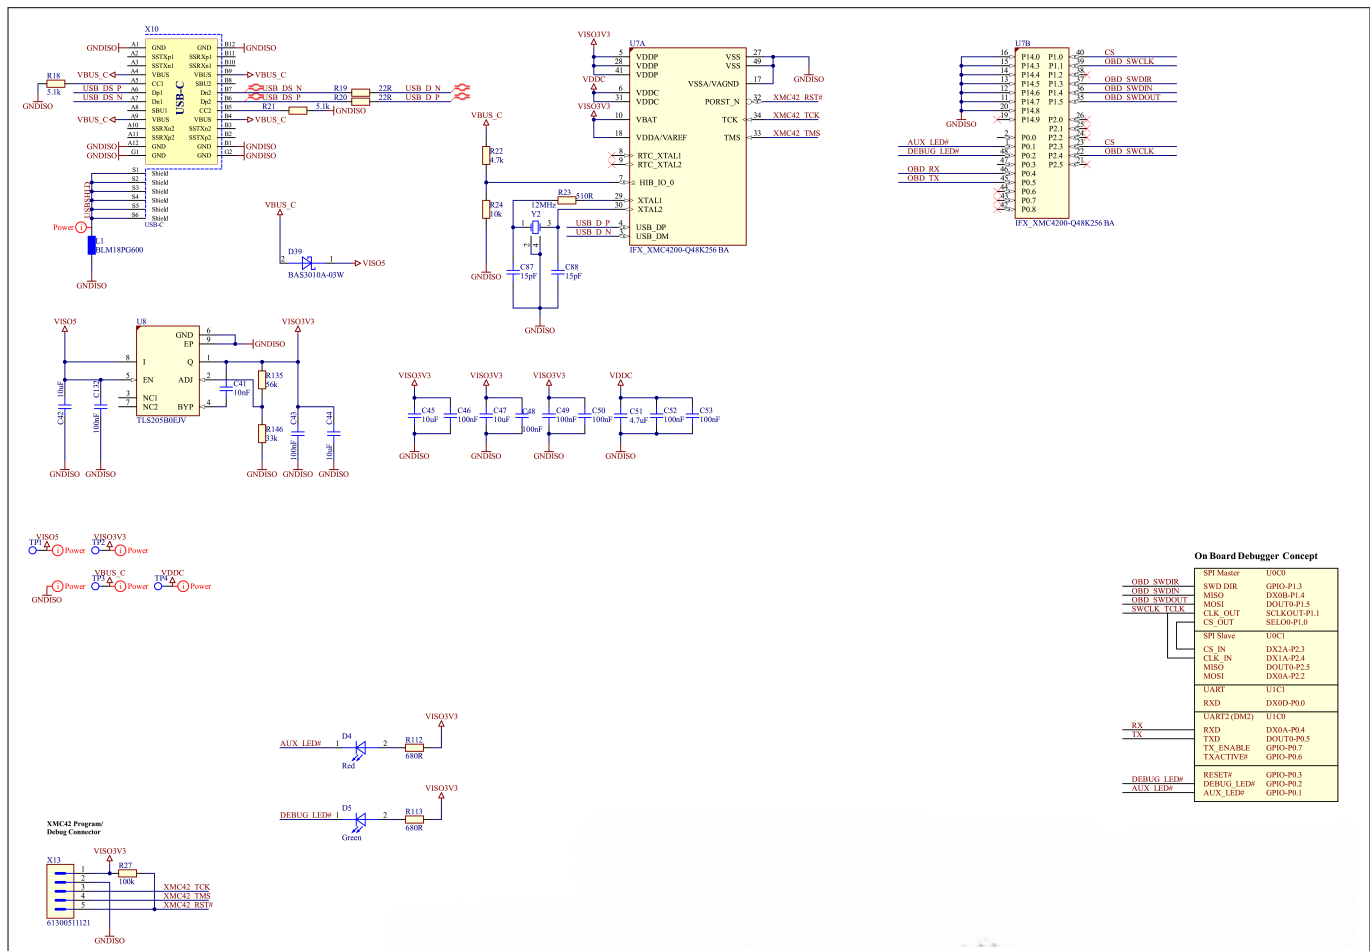 X10
GNDISO A1 GND GND B12 GNDISO
A2 SSTXp1 SSRXp1 B11
A3 SSTXn1 SSRXn1 B10
VBUS_C A4 VBUS VBUS B9 VBUS_C
R18 A5 CC1 SBU2 B8
5.1k
USB_DS_P A6 Dp1 Dn2 B7 USB_DS_N R19 22R USB_D_N
USB_DS_N A7 Dn1 Dp2 B6 USB_DS_P R20 22R USB_D_P
A8 SBU1 CC2 B5 R21 5.1k GNDISO
VBUS_C A9 VBUS VBUS B4 VBUS_C
A10 SSRXn2 SSTXn2 B3
A11 SSRXp2 SSTXp2 B2
GNDISO A12 GND GND B1 GNDISO
GNDISO G1 GND GND G2 GNDISO
USB-C
GNDISO
S1 Shield
S2 Shield
S3 Shield
S4 Shield
S5 Shield
S6 Shield
USB-C
USBSHIELD
Power
L1
BLM18PG600
GNDISO
VBUS_C
D39
2 1 VISO5
BAS3010A-03W
VBUS_C
R22
4.7k
R24
10k
GNDISO
VISO3V3
VDDC
VISO3V3
U7A
5 VDDP VSS 27
28 VDDP VSS 49
41 VDDP
VSSA/VAGND 17
GNDISO
6 VDDC
31 VDDC PORST_N 32 XMC42_RST#
10 VBAT TCK 34 XMC42_TCK
18 VDDA/VAREF TMS 33 XMC42_TMS
8 RTC_XTAL1
9 RTC_XTAL2
7 HIB_IO_0
R23 510R
29 XTAL1
30 XTAL2
12MHz
Y2
1 3
2 4
USB_D_P 4 USB_DP
USB_D_N 3 USB_DM
IFX_XMC4200-Q48K256 BA
C87
15pF
C88
15pF
GNDISO
U7B
16 P14.0 P1.0 40 CS
15 P14.3 P1.1 39 OBD_SWCLK
14 P14.4 P1.2 38
13 P14.5 P1.3 37 OBD_SWDIR
12 P14.6 P1.4 36 OBD_SWDIN
11 P14.7 P1.5 35 OBD_SWDOUT
20 P14.8
19 P14.9 P2.0 26
P2.1 25
2 P0.0 P2.2 24
AUX_LED# 1 P0.1 P2.3 23 CS
DEBUG_LED# 48 P0.2 P2.4 22 OBD_SWCLK
47 P0.3 P2.5 21
OBD_RX 46 P0.4
OBD_TX 45 P0.5
44 P0.6
43 P0.7
42 P0.8
GNDISO
IFX_XMC4200-Q48K256 BA
VISO5
U8
VISO3V3
GND 6
EP 9 GNDISO
8 I Q 1
5 EN ADJ 2
3 NC1
7 NC2 BYP 4
TLS205B0EJV
10uF
C42
C132
100nF
C41
10nF
R135
56k
R146
33k
C43
100nF
C44
10uF
GNDISO GNDISO GNDISO GNDISO GNDISO
VISO3V3 VISO3V3 VISO3V3 VDDC
C45
10uF
C46
100nF
C47
10uF
C48
100nF
C49
100nF
C50
100nF
C51
4.7uF
C52
100nF
C53
100nF
GNDISO GNDISO GNDISO GNDISO
VISO5 VISO3V3
TP1 Power TP2 Power
VBUS_C VDDC
Power TP3 Power TP4 Power
GNDISO
On Board Debugger Concept
SPI Master U0C0
OBD_SWDIR SWD DIR GPIO-P1.3
OBD_SWDIN MISO DX0B-P1.4
OBD_SWDOUT MOSI DOUT0-P1.5
SWCLK_TCLK CLK_OUT SCLKOUT-P1.1
CS_OUT SELO0-P1.0
SPI Slave U0C1
CS_IN DX2A-P2.3
CLK_IN DX1A-P2.4
MISO DOUT0-P2.5
MOSI DX0A-P2.2
UART U1C1
RXD DX0D-P0.0
UART2 (DM2) U1C0
RX RXD DX0A-P0.4
TX TXD DOUT0-P0.5
TX_ENABLE GPIO-P0.7
TXACTIVE# GPIO-P0.6
RESET# GPIO-P0.3
DEBUG_LED# DEBUG_LED# GPIO-P0.2
AUX_LED# AUX_LED# GPIO-P0.1
VISO3V3
AUX_LED# 1 D4 2 R112
Red 680R
VISO3V3
DEBUG_LED# 1 D5 2 R113
Green 680R
XMC42 Program/
Debug Connector
VISO3V3
X13
R27
100k
1
2
3 XMC42_TCK
4 XMC42_TMS
5 XMC42_RST#
61300511121
GNDISO